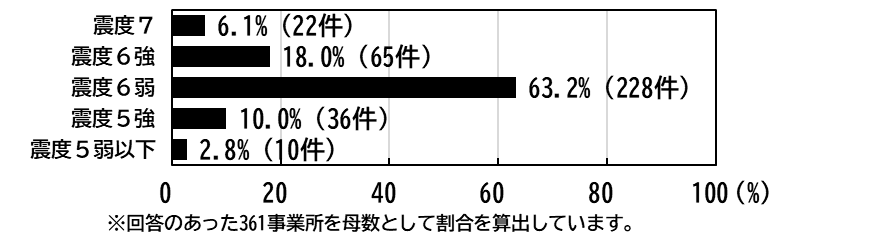 震度７ 6.1%（22件）
震度６強 18.0%（65件）
震度６弱 63.2%（228件）
震度５強 10.0%（36件）
震度５弱以下 2.8%（10件）
0 20 40 60 80 100（%）
※回答のあった361事業所を母数として割合を算出しています。